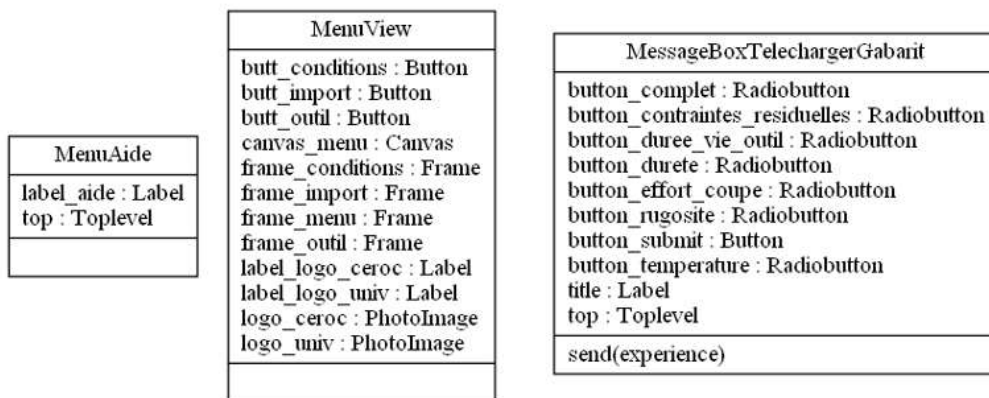 MenuAide
label_aide : Label
top : Toplevel
MenuView
butt_conditions : Button
butt_import : Button
butt_outil : Button
canvas_menu : Canvas
frame_conditions : Frame
frame_import : Frame
frame_menu : Frame
frame_outil : Frame
label_logo_ceroc : Label
label_logo_univ : Label
logo_ceroc : PhotoImage
logo_univ : PhotoImage
MessageBoxTelechargerGabarit
button_complet : Radiobutton
button_contraintes_residuelles : Radiobutton
button_duree_vie_outil : Radiobutton
button_durete : Radiobutton
button_effort_coupe : Radiobutton
button_rugosite : Radiobutton
button_submit : Button
button_temperature : Radiobutton
title : Label
top : Toplevel
send(experience)